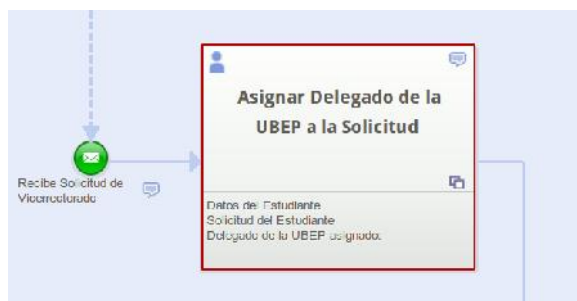 Asignar Delegado de la
UBEP a la Solicitud
Recibe Solicitud de
Vicerrectorado
Datos del Estudiante
Solicitud del Estudiante
Delegado de la UBEP asignado: